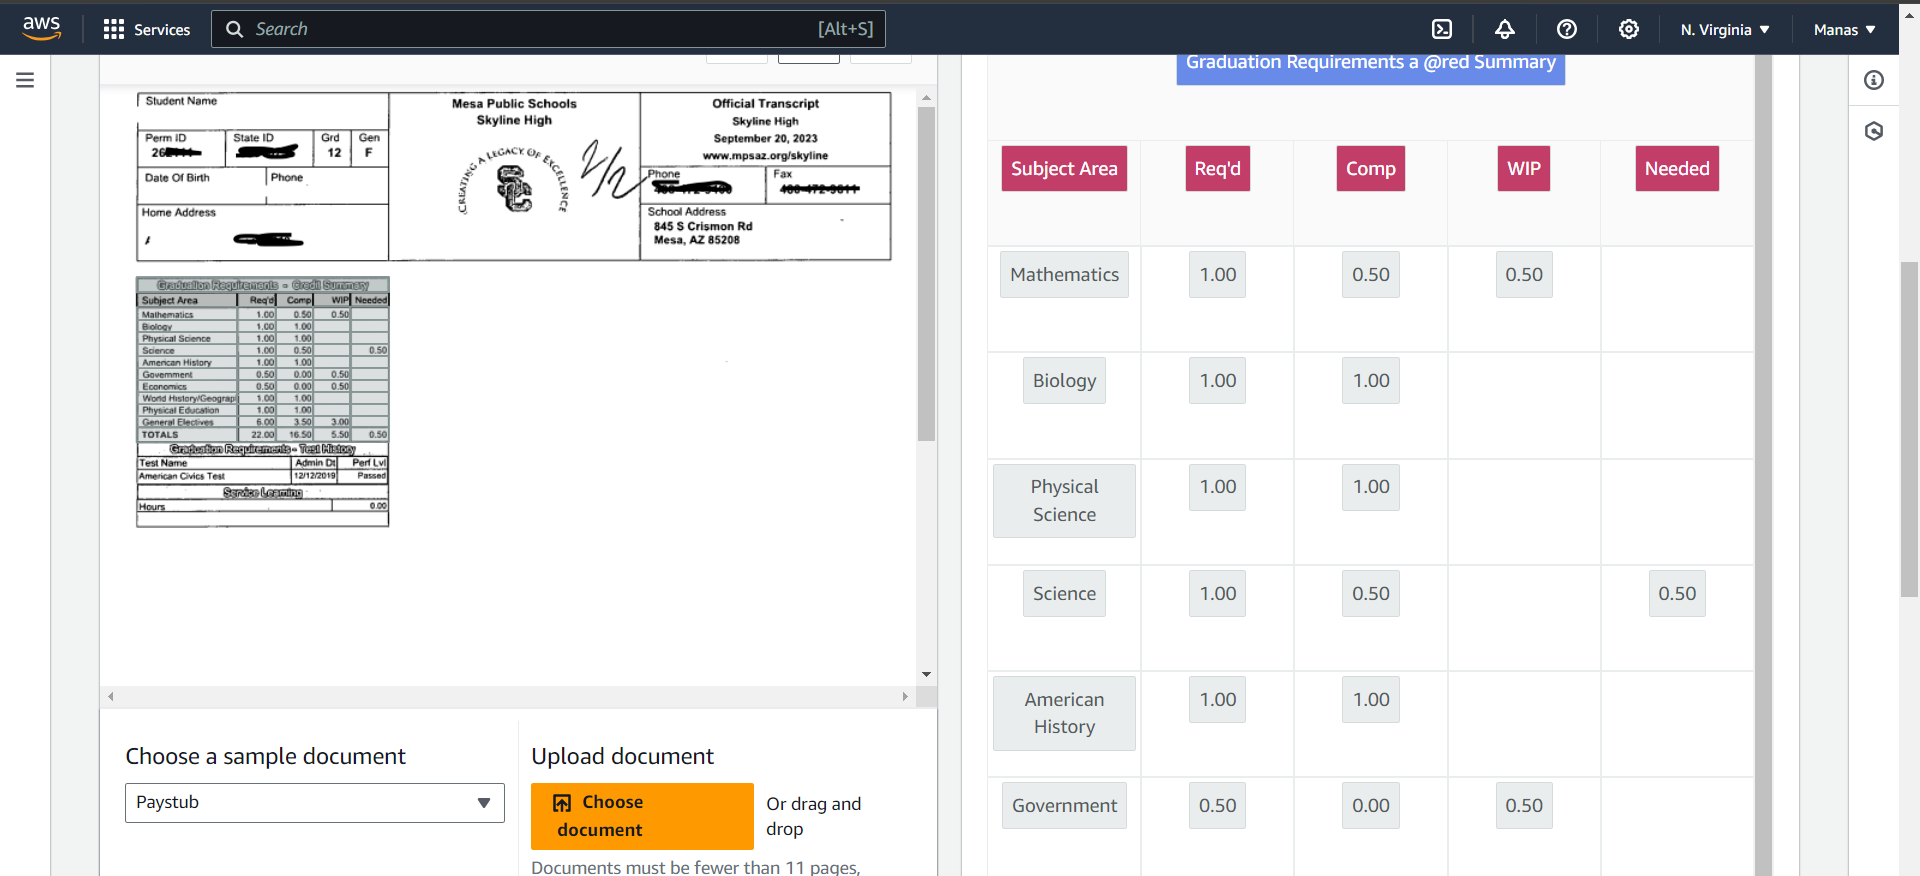 aws
Services
Search
[Alt+S]
N. Virginia
Manas
Student Name
Perm ID
State ID
Grd
Gen
12
F
Date Of Birth
Phone
Home Address
Mesa Public Schools
Skyline High
CREATING A LEGACY OF EXCELLENCE
2/2
Official Transcript
Skyline High
September 20, 2023
www.mpsaz.org/skyline
Phone
Fax
School Address
845 S Crismon Rd
Mesa, AZ 85208
Graduation Requirements - Credit Summary
Subject Area Req'd Comp WIP Needed
Mathematics 1.00 0.50 0.50
Biology 1.00 1.00
Physical Science 1.00 1.00
Science 1.00 0.50 0.50
American History 1.00 1.00
Government 0.50 0.00 0.50
Economics 0.50 0.00 0.50
World History/Geograp 1.00 1.00
Physical Education 1.00 1.00
General Electives 6.00 3.50 3.00
TOTALS 22.00 16.50 5.50 0.50
Graduation Requirements - Test History
Test Name Admin Dt Perf Lvl
American Civics Test 12/12/2019 Passed
Service Learning
Hours 0.00
Choose a sample document
Paystub
Upload document
Choose
document
Or drag and
drop
Documents must be fewer than 11 pages,
Graduation Requirements a @red Summary
Subject Area Req'd Comp WIP Needed
Mathematics 1.00 0.50 0.50
Biology 1.00 1.00
Physical
Science 1.00 1.00
Science 1.00 0.50 0.50
American
History 1.00 1.00
Government 0.50 0.00 0.50